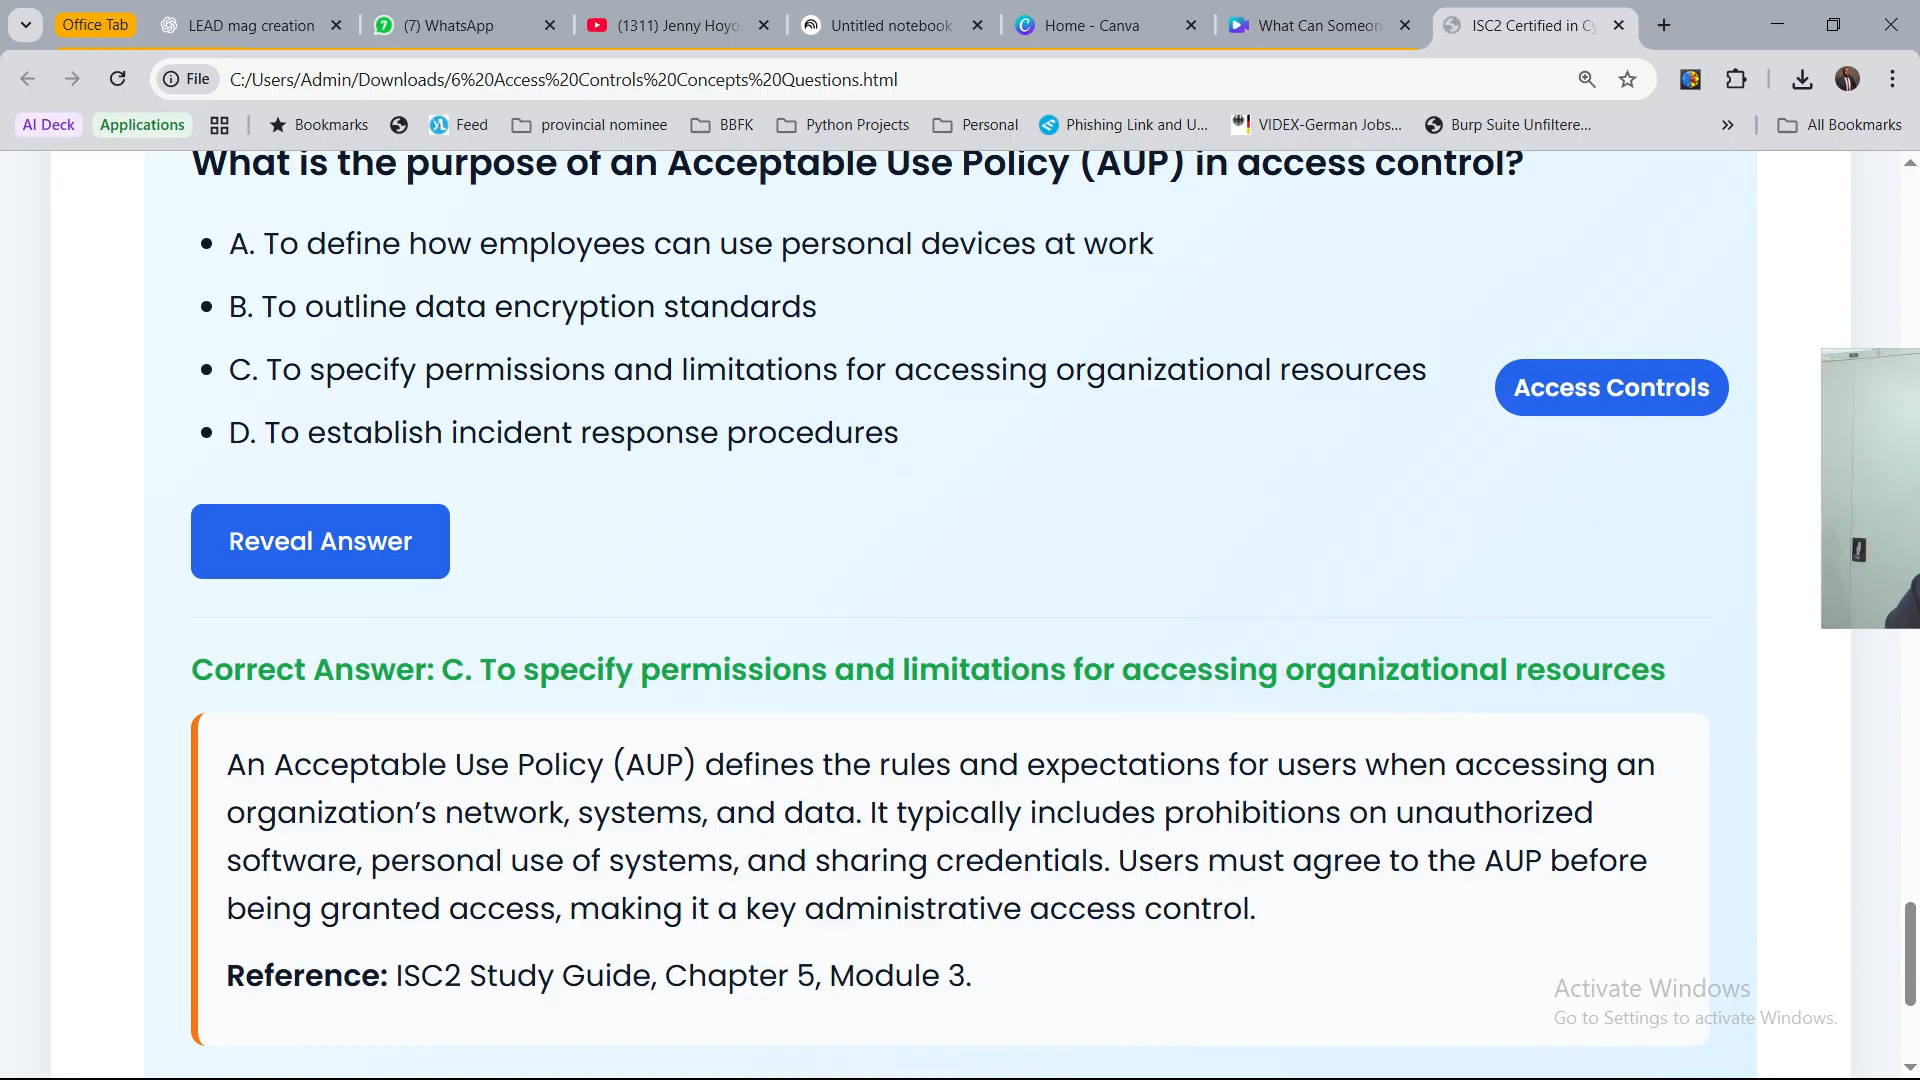 Office Tab
LEAD mag creation
(7) WhatsApp
(1311) Jenny Hoyo
Untitled notebook
Home - Canva
What Can Someon
ISC2 Certified in Cy
File
C:/Users/Admin/Downloads/6%20Access%20Controls%20Concepts%20Questions.html
AI Deck
Applications
Bookmarks
Feed
provincial nominee
BBFK
Python Projects
Personal
Phishing Link and U...
VIDEX-German Jobs...
Burp Suite Unfiltere...
All Bookmarks
What is the purpose of an Acceptable Use Policy (AUP) in access control?
A. To define how employees can use personal devices at work
B. To outline data encryption standards
C. To specify permissions and limitations for accessing organizational resources
Access Controls
D. To establish incident response procedures
Reveal Answer
Correct Answer: C. To specify permissions and limitations for accessing organizational resources
An Acceptable Use Policy (AUP) defines the rules and expectations for users when accessing an
organization’s network, systems, and data. It typically includes prohibitions on unauthorized
software, personal use of systems, and sharing credentials. Users must agree to the AUP before
being granted access, making it a key administrative access control.
Reference: ISC2 Study Guide, Chapter 5, Module 3.
Activate Windows
Go to Settings to activate Windows.